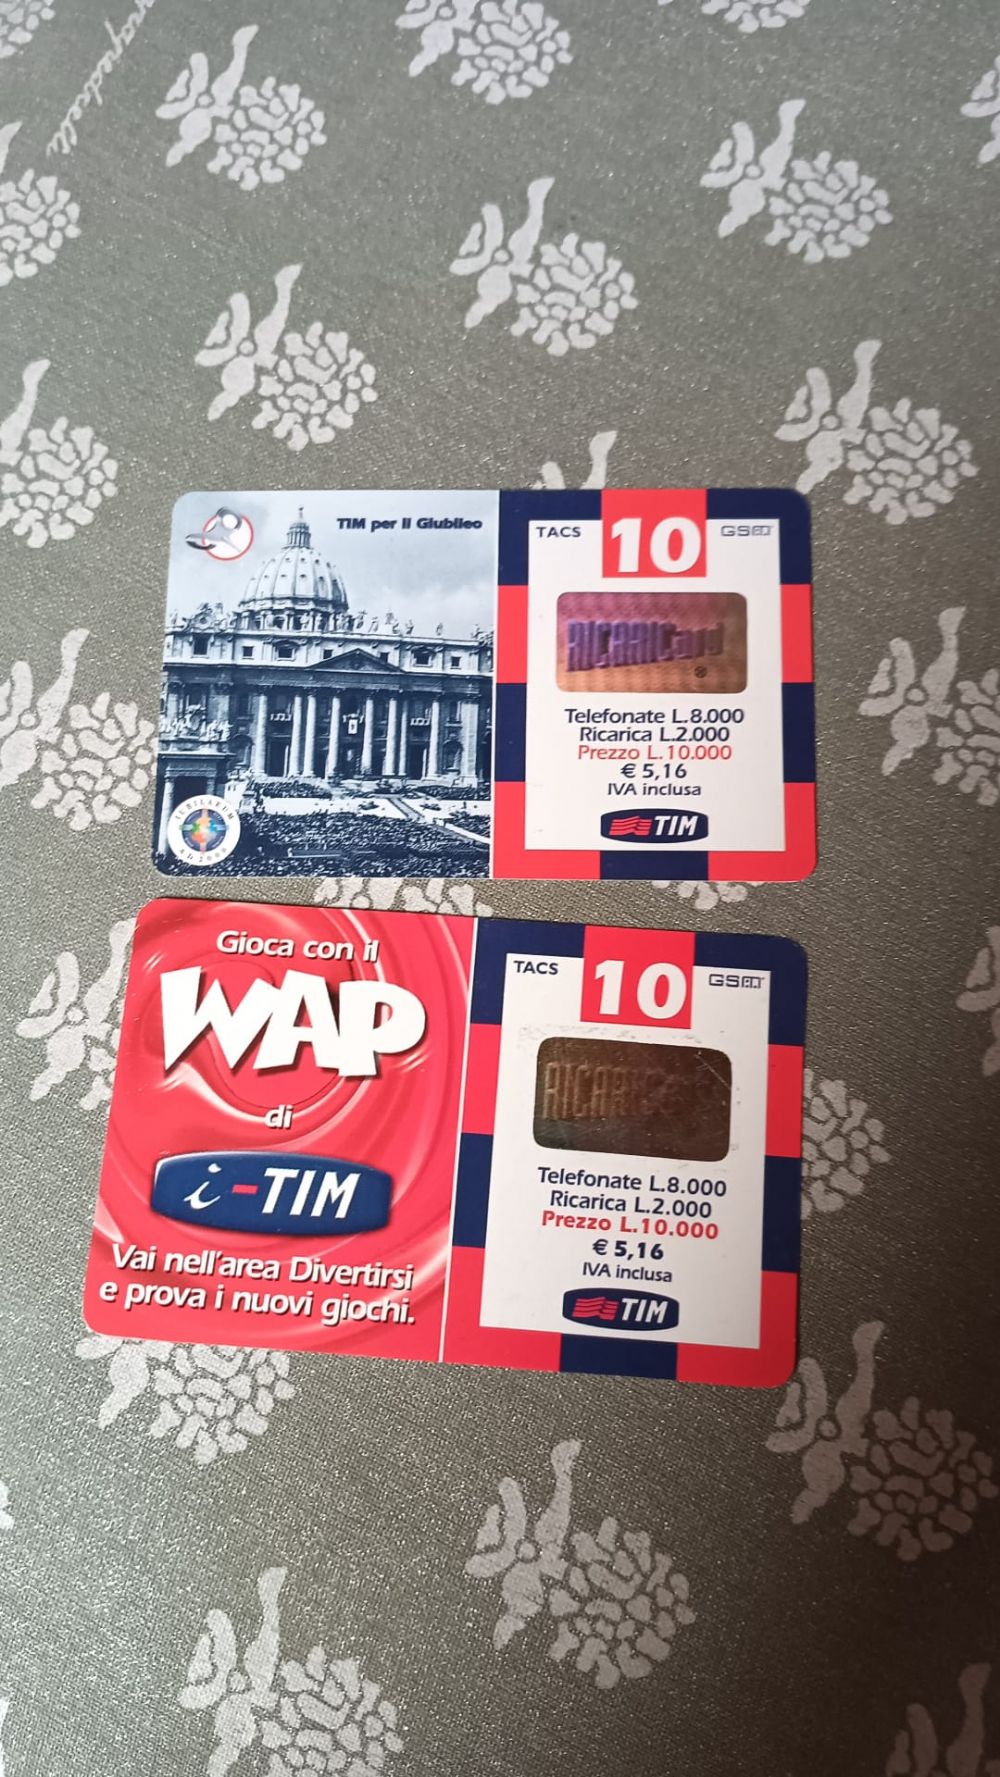 TIM per il Giubileo
IUBILAEUM
A.D. 2000
TACS
10
GSM
RICARICard
®
Telefonate L.8.000
Ricarica L.2.000
Prezzo L.10.000
€ 5,16
IVA inclusa
TIM
Gioca con il
WAP
di
i-TIM
Vai nell'area Divertirsi
e prova i nuovi giochi.
TACS
10
GSM
Telefonate L.8.000
Ricarica L.2.000
Prezzo L.10.000
€ 5,16
IVA inclusa
TIM